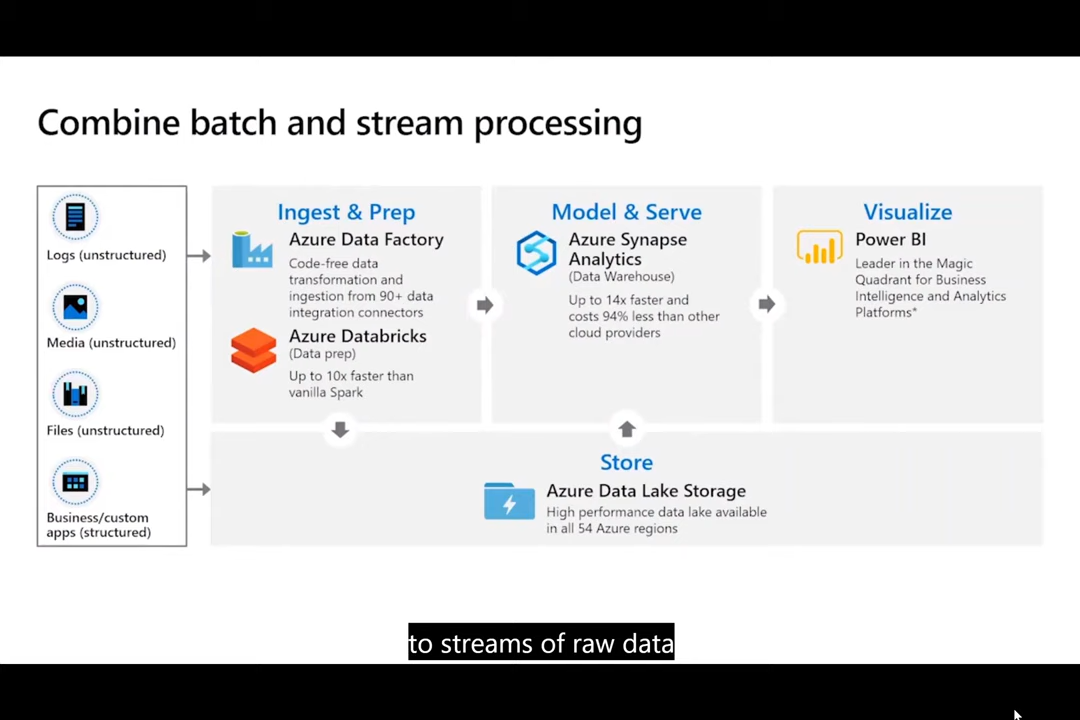 Combine batch and stream processing
Logs (unstructured)
Media (unstructured)
Files (unstructured)
Business/custom
apps (structured)
Ingest & Prep
Azure Data Factory
Code-free data
transformation and
ingestion from 90+ data
integration connectors
Azure Databricks
(Data prep)
Up to 10x faster than
vanilla Spark
Model & Serve
Azure Synapse
Analytics
(Data Warehouse)
Up to 14x faster and
costs 94% less than other
cloud providers
Visualize
Power BI
Leader in the Magic
Quadrant for Business
Intelligence and Analytics
Platforms*
Store
Azure Data Lake Storage
High performance data lake available
in all 54 Azure regions
to streams of raw data